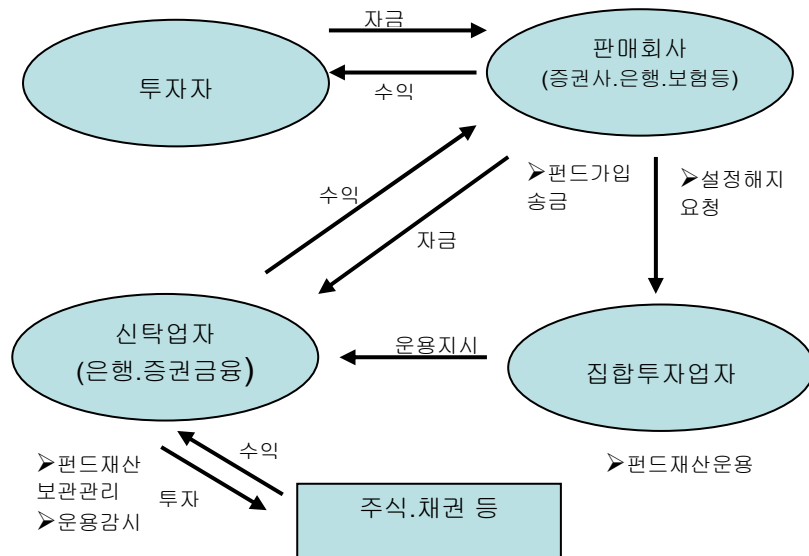 자금
투자자
판매회사
(증권사.은행.보험등)
수익
수익
자금
➢펀드가입
송금
➢설정해지
요청
신탁업자
(은행.증권금융)
운용지시
집합투자업자
➢펀드재산
보관관리
➢운용감시
수익
투자
➢펀드재산운용
주식.채권 등